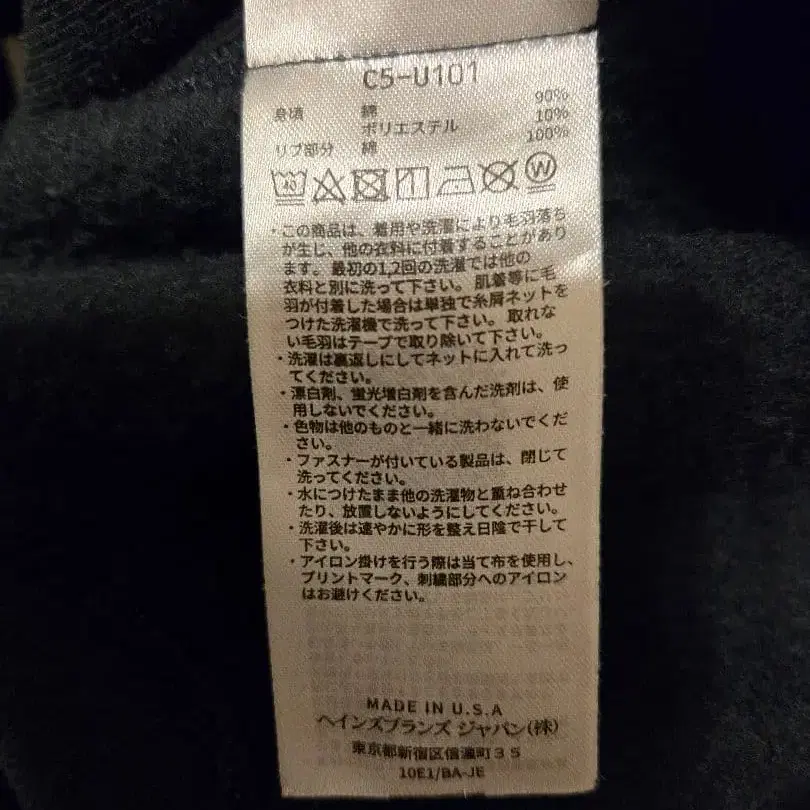 C5-U101
身頃 綿 90%
ポリエステル 10%
リブ部分 綿 100%
40 W
・この商品は、着用や洗濯により毛羽落ち
が生じ、他の衣料に付着することがあり
ます。最初の1,2回の洗濯では他の
衣料と別に洗って下さい。肌着等に毛
羽が付着した場合は単独で糸屑ネットを
つけた洗濯機で洗って下さい。取れな
い毛羽はテープで取り除いて下さい。
・洗濯は裏返しにしてネットに入れて洗っ
てください。
・漂白剤、蛍光増白剤を含んだ洗剤は、使
用しないでください。
・色物は他のものと一緒に洗わないでくだ
さい。
・ファスナーが付いている製品は、閉じて
洗ってください。
・水につけたまま他の洗濯物と重ね合わせ
たり、放置しないようにしてください。
・洗濯後は速やかに形を整え日陰で干して
下さい。
・アイロン掛けを行う際は当て布を使用し、
プリントマーク、刺繍部分へのアイロン
はお避けください。
MADE IN U.S.A
ヘインズブランズ ジャパン(株)
東京都新宿区信濃町35
10E1/BA-JE